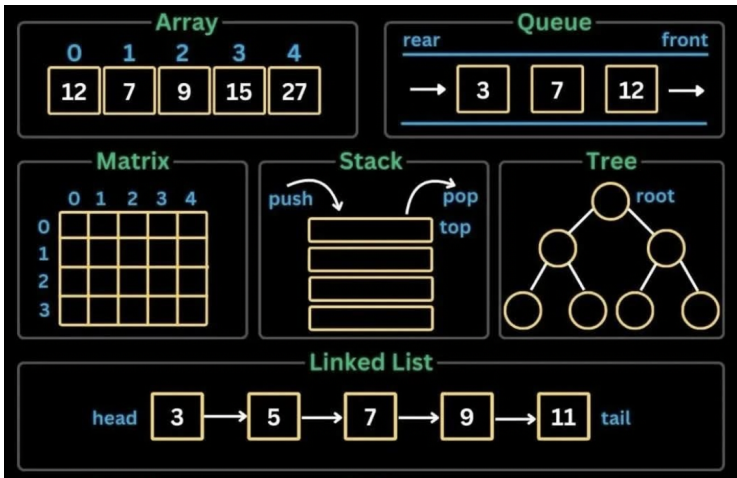 Array
0 1 2 3 4
12 7 9 15 27
Queue
rear front
3 7 12
Matrix
0 1 2 3 4
0
1
2
3
Stack
push pop
top
Tree
root
Linked List
head 3 5 7 9 11 tail